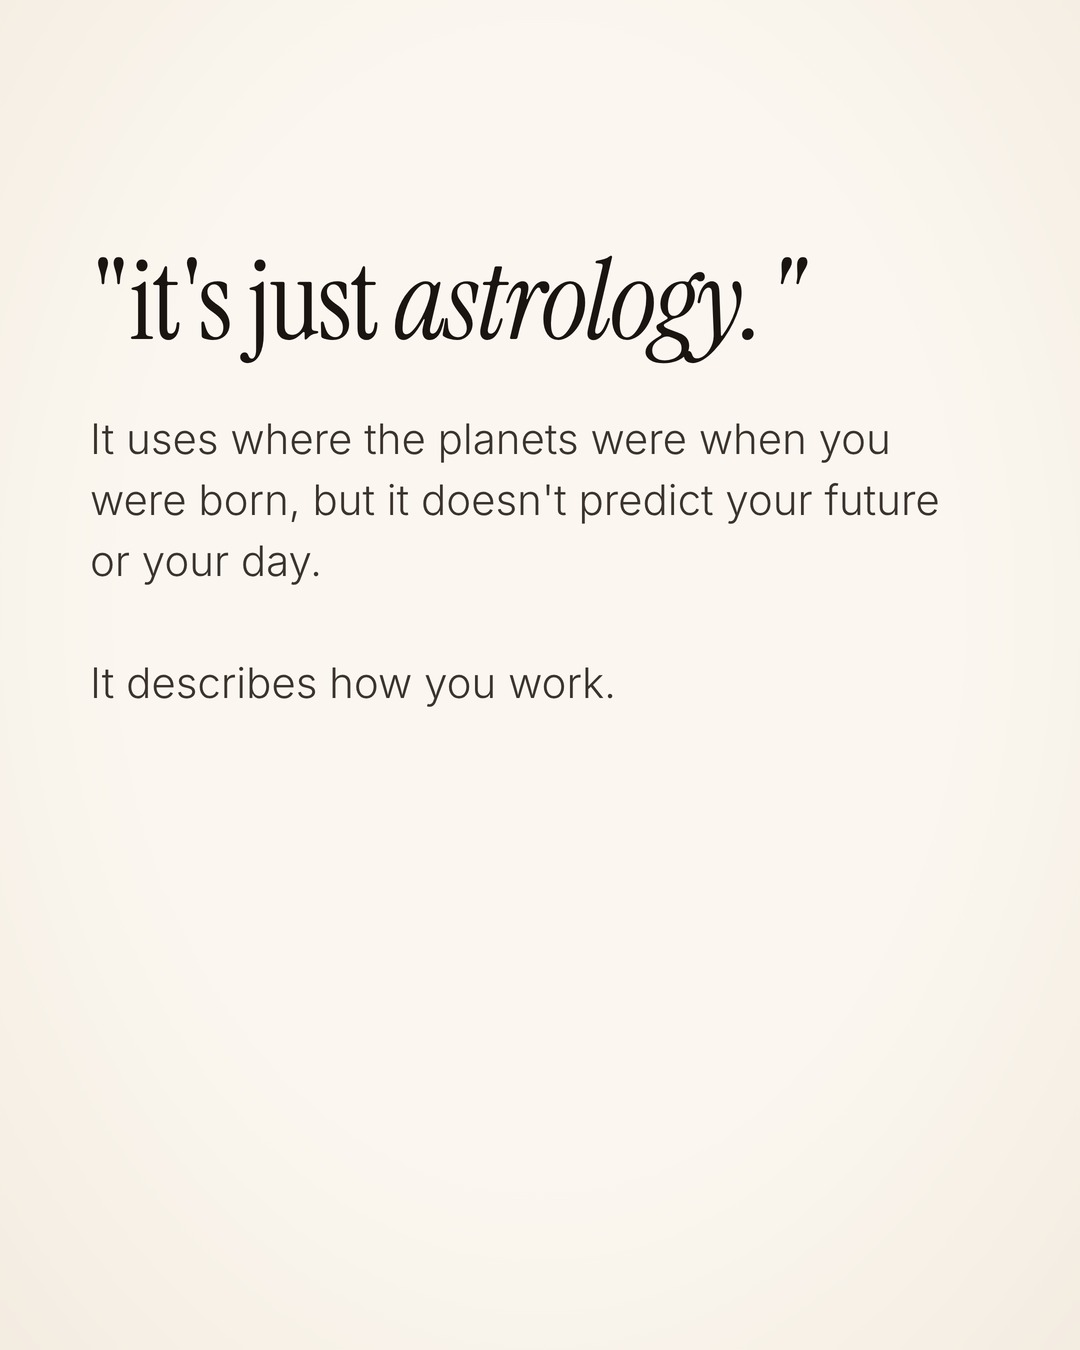 "it's just astrology. "
It uses where the planets were when you
were born, but it doesn't predict your future
or your day.
It describes how you work.